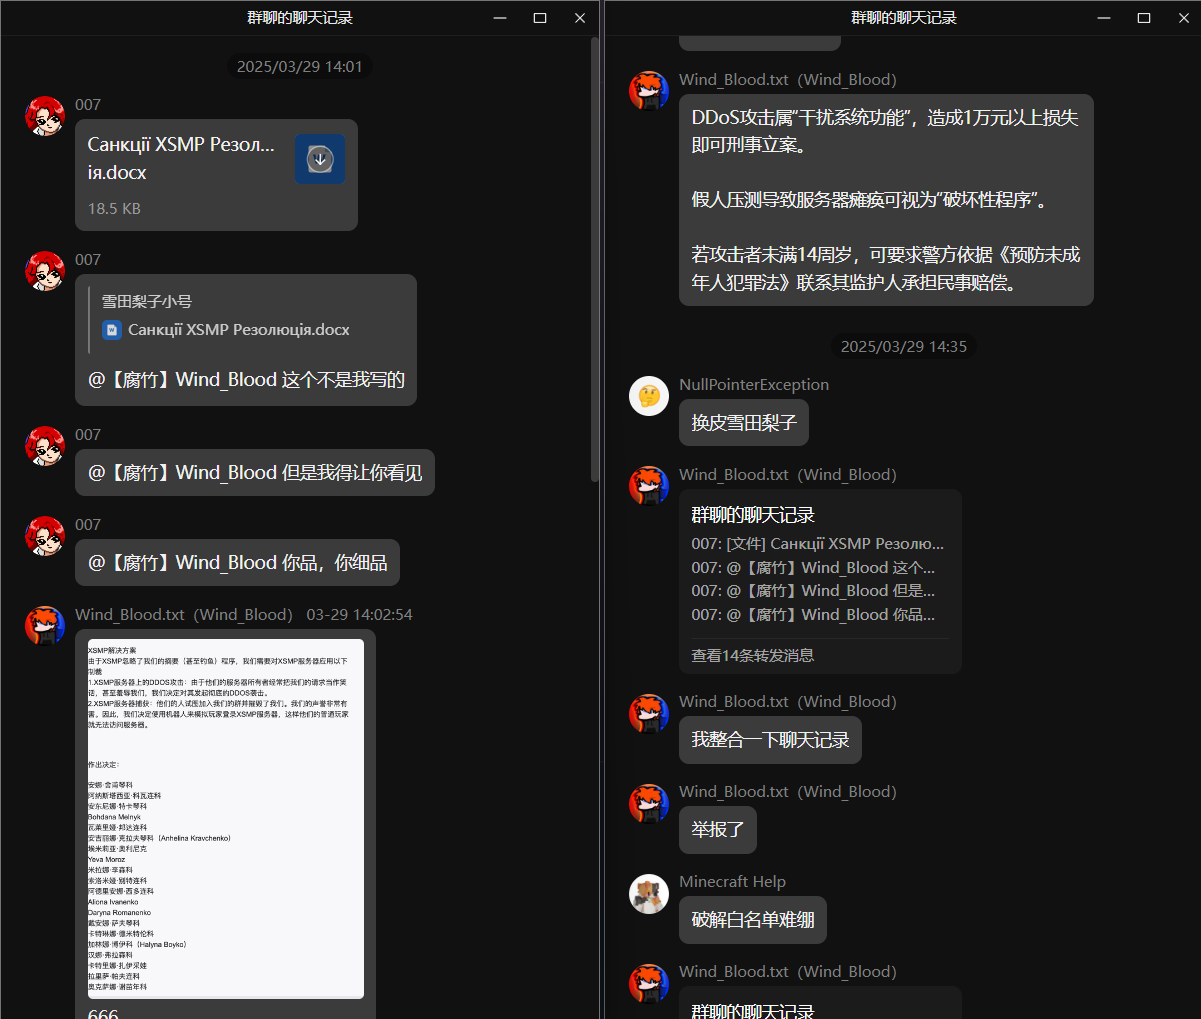 群聊的聊天记录
2025/03/29 14:01
007
Санкції XSMP Резол...
ія.docx
18.5 KB
007
雪田梨子小号
Санкції XSMP Резолюція.docx
@【腐竹】Wind_Blood 这个不是我写的
007
@【腐竹】Wind_Blood 但是我得让你看见
007
@【腐竹】Wind_Blood 你品，你细品
Wind_Blood.txt（Wind_Blood） 03-29 14:02:54
XSMP解决方案
由于XSMP忽略了我们的摘要（甚至钓鱼）程序，我们需要对XSMP服务器应用以下
制裁
1.XSMP服务器上的DDOS攻击：由于他们的服务器所有者经常把我们的请求当作笑
话，甚至羞辱我们，我们决定对其发起彻底的DDOS袭击。
2.XSMP服务器捕获：他们的人试图加入我们的群并摧毁了我们。我们的声誉非常有
害。因此，我们决定使用机器人来模拟玩家登录XSMP服务器，这样他们的普通玩家
就无法访问服务器。
作出决定：
安娜·舍甫琴科
阿纳斯塔西亚·科瓦连科
安东尼娜·特卡琴科
Bohdana Melnyk
瓦莱里娅·邦达连科
安吉丽娜·克拉夫琴科（Anhelina Kravchenko）
埃米莉亚·奥利尼克
Yeva Moroz
米拉娜·李森科
索洛米娅·别特连科
阿德里安娜·西多连科
Aliona Ivanenko
Daryna Romanenko
戴安娜·萨夫琴科
卡特琳娜·德米特伦科
加林娜·博伊科（Halyna Boyko）
汉娜·弗拉森科
卡特里娜·扎伊采娃
拉里萨·帕夫连科
奥克萨娜·谢苗年科
666
群聊的聊天记录
Wind_Blood.txt（Wind_Blood）
DDoS攻击属“干扰系统功能”，造成1万元以上损失
即可刑事立案。
假人压测导致服务器瘫痪可视为“破坏性程序”。
若攻击者未满14周岁，可要求警方依据《预防未成
年人犯罪法》联系其监护人承担民事赔偿。
2025/03/29 14:35
NullPointerException
换皮雪田梨子
Wind_Blood.txt（Wind_Blood）
群聊的聊天记录
007: [文件] Санкції XSMP Резолю...
007: @【腐竹】Wind_Blood 这个...
007: @【腐竹】Wind_Blood 但是...
007: @【腐竹】Wind_Blood 你品...
查看14条转发消息
Wind_Blood.txt（Wind_Blood）
我整合一下聊天记录
Wind_Blood.txt（Wind_Blood）
举报了
Minecraft Help
破解白名单难绷
Wind_Blood.txt（Wind_Blood）
群聊的聊天记录